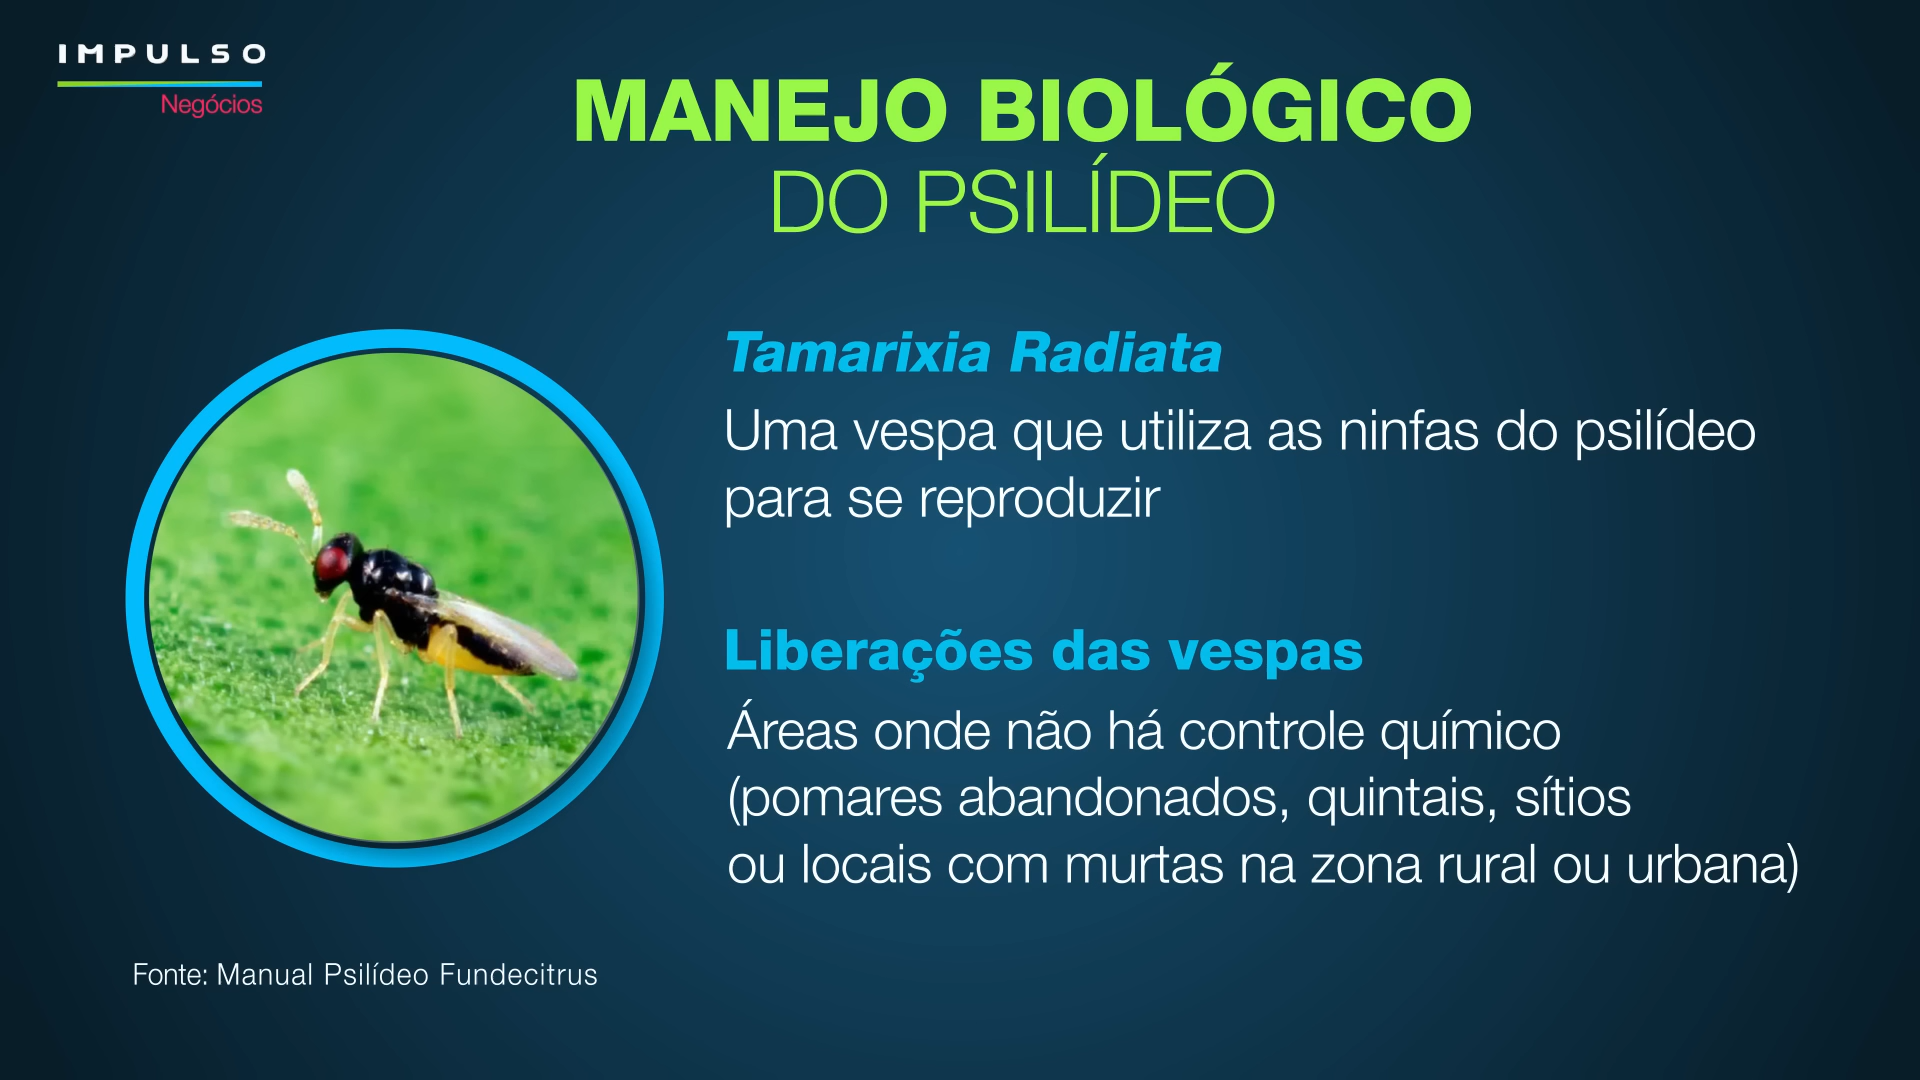 IMPULSO
Negócios
MANEJO BIOLÓGICO
DO PSILÍDEO
Tamarixia Radiata
Uma vespa que utiliza as ninfas do psilídeo
para se reproduzir
Liberações das vespas
Áreas onde não há controle químico
(pomares abandonados, quintais, sítios
ou locais com murtas na zona rural ou urbana)
Fonte: Manual Psilídeo Fundecitrus